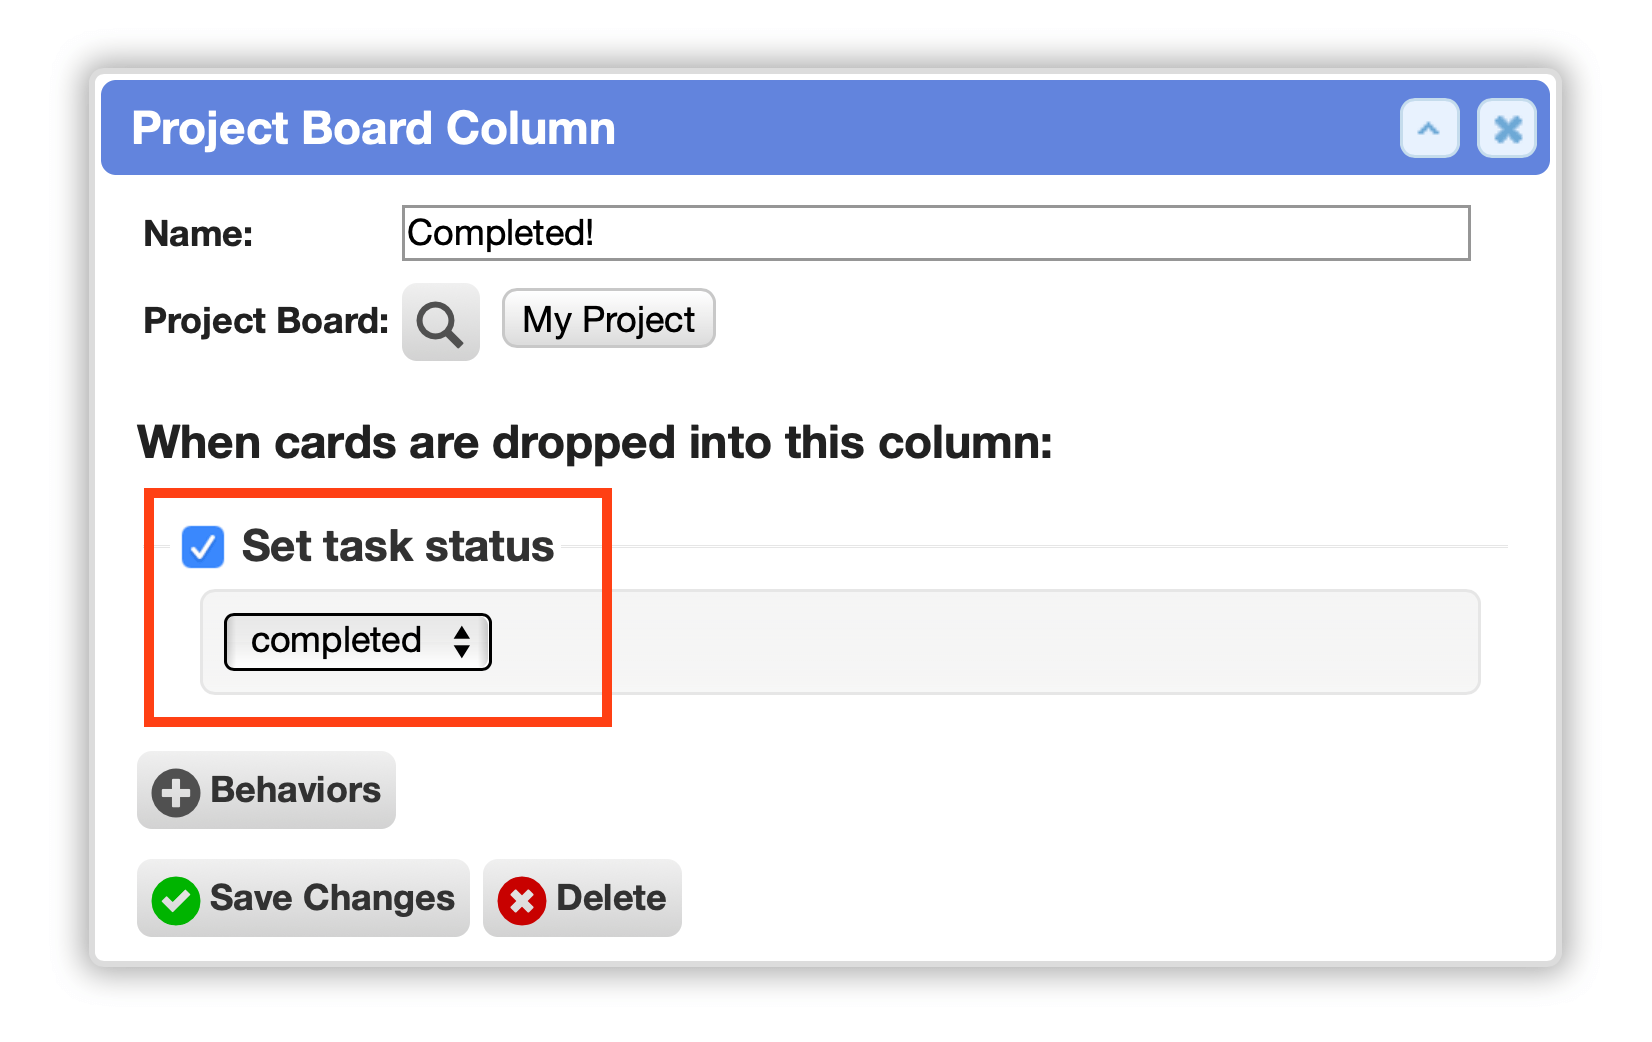 Project Board Column
Name: Completed!
Project Board: My Project
When cards are dropped into this column:
Set task status
completed
Behaviors
Save Changes Delete